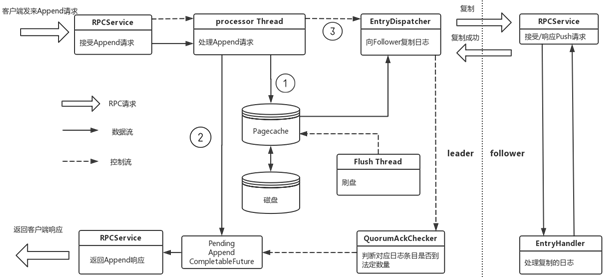 客户端发来Append请求
RPCService
接受Append请求
processor Thread
处理Append请求
③
EntryDispatcher
向Follower复制日志
复制
复制成功
RPCService
接受/响应Push请求
①
RPC请求
数据流
控制流
②
Pagecache
Flush Thread
刷盘
leader
follower
磁盘
返回客户端响应
RPCService
返回Append响应
Pending
Append
CompletableFuture
QuorumAckChecker
判断对应日志条目是否到
法定数量
EntryHandler
处理复制的日志